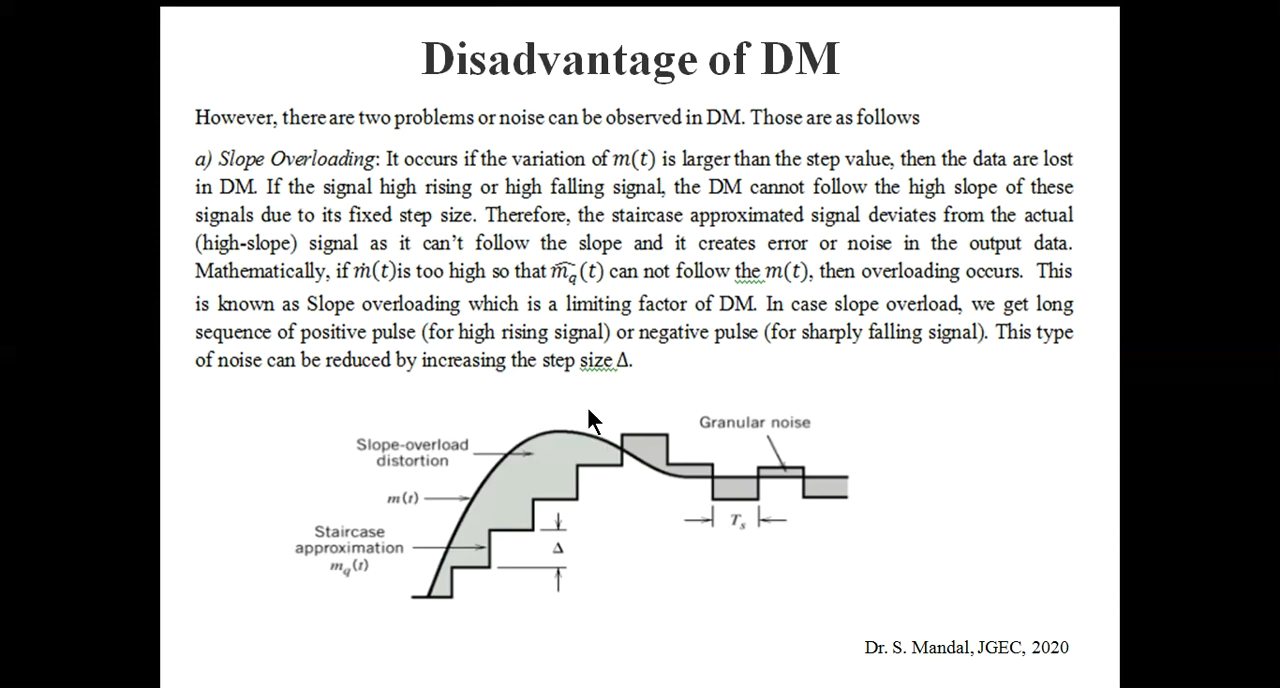 Disadvantage of DM
However, there are two problems or noise can be observed in DM. Those are as follows
a) Slope Overloading: It occurs if the variation of m(t) is larger than the step value, then the data are lost
in DM. If the signal high rising or high falling signal, the DM cannot follow the high slope of these
signals due to its fixed step size. Therefore, the staircase approximated signal deviates from the actual
(high-slope) signal as it can't follow the slope and it creates error or noise in the output data.
Mathematically, if ṁ(t)is too high so that m̂q(t) can not follow the m(t), then overloading occurs. This
is known as Slope overloading which is a limiting factor of DM. In case slope overload, we get long
sequence of positive pulse (for high rising signal) or negative pulse (for sharply falling signal). This type
of noise can be reduced by increasing the step size Δ.
Granular noise
Slope-overload
distortion
m(t)
Staircase
approximation
mq(t)
Δ
Ts
Dr. S. Mandal, JGEC, 2020